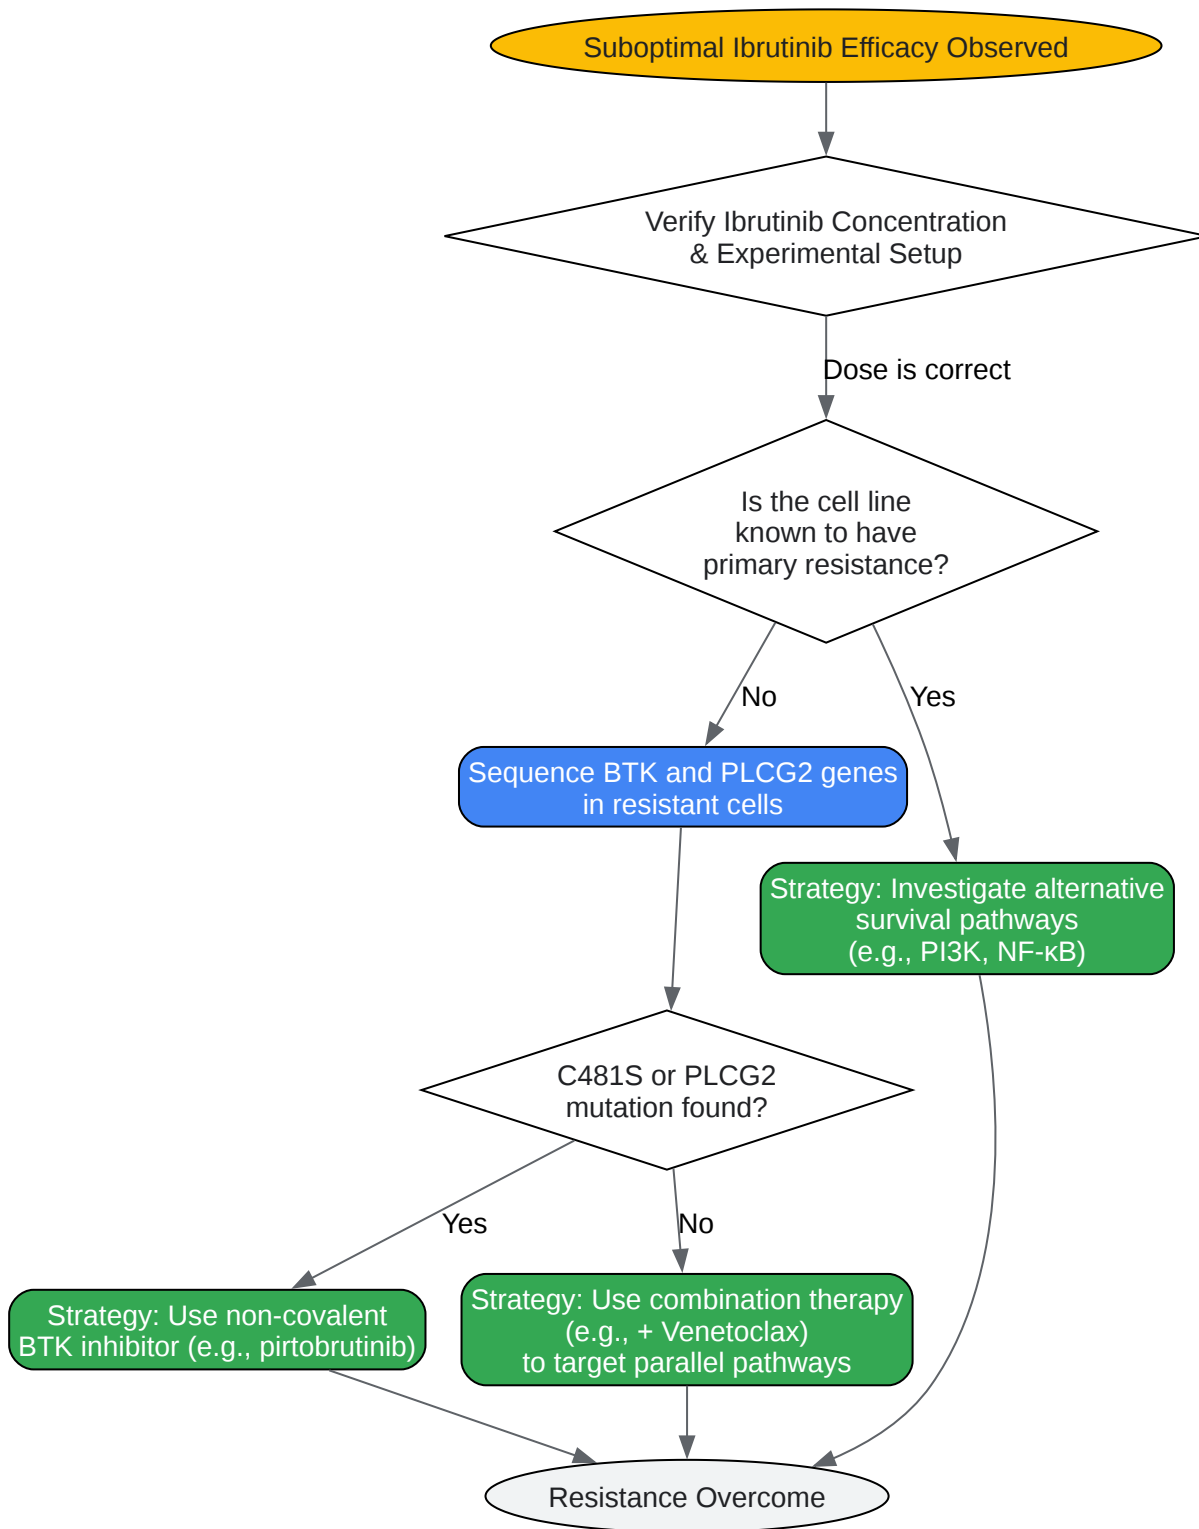 Suboptimal Ibrutinib Efficacy Observed
Verify Ibrutinib Concentration
& Experimental Setup
Dose is correct
Is the cell line
known to have
primary resistance?
No
Yes
Sequence BTK and PLCG2 genes
in resistant cells
Strategy: Investigate alternative
survival pathways
(e.g., PI3K, NF-κB)
C481S or PLCG2
mutation found?
Yes
No
Strategy: Use non-covalent
BTK inhibitor (e.g., pirtobrutinib)
Strategy: Use combination therapy
(e.g., + Venetoclax)
to target parallel pathways
Resistance Overcome